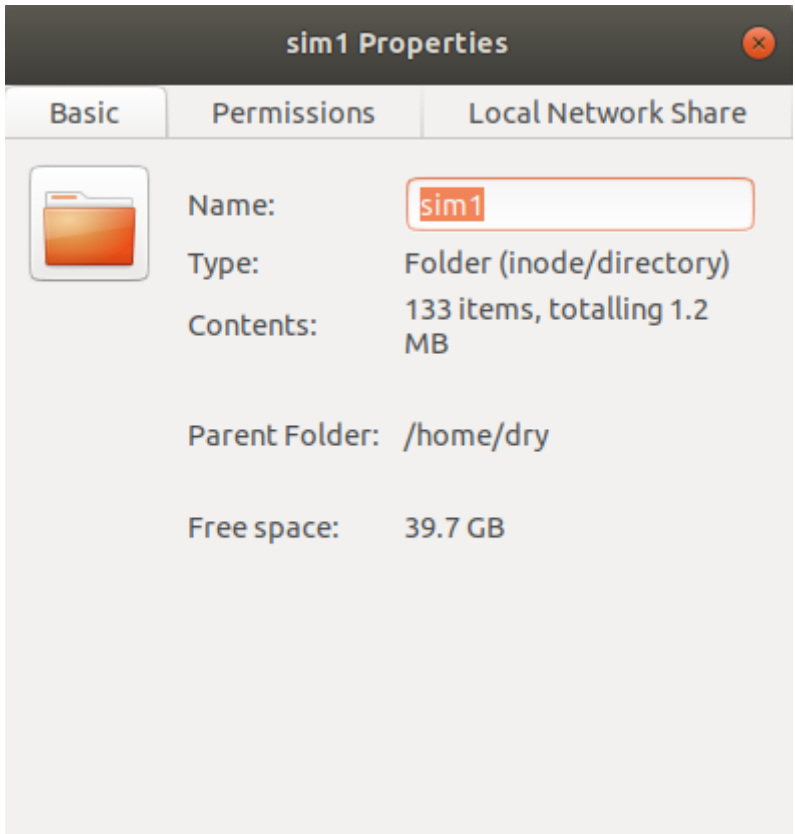 sim1 Properties
Basic Permissions Local Network Share
Name: sim1
Type: Folder (inode/directory)
Contents: 133 items, totalling 1.2
MB
Parent Folder: /home/dry
Free space: 39.7 GB